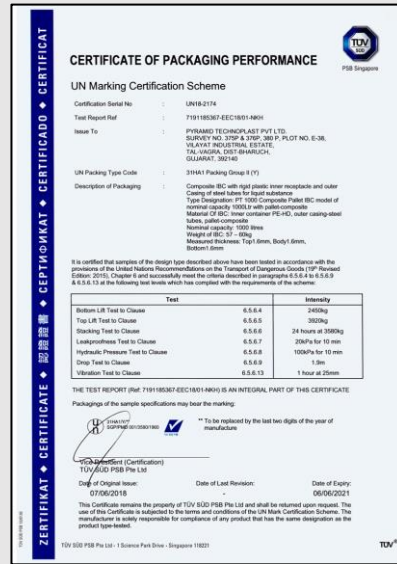 TÜV
SÜD
PSB Singapore
CERTIFICATE OF PACKAGING PERFORMANCE
UN Marking Certification Scheme
Certification Serial No : UN18-2174
Test Report Ref : 7191185367-EEC18/01-NKH
Issue To : PYRAMID TECHNOPLAST PVT LTD.
SURVEY NO. 375P & 376P, 380 P, PLOT NO. E-38,
VILAYAT INDUSTRIAL ESTATE,
TAL-VAGRA, DIST-BHARUCH,
GUJARAT, 392140
UN Packing Type Code : 31HA1 Packing Group II (Y)
Description of Packaging : Composite IBC with rigid plastic inner receptacle and outer
Casing of steel tubes for liquid substance
Type Designation: PT 1000 Composite Pallet IBC model of
nominal capacity 1000Ltr with pallet-composite
Material Of IBC: Inner container PE-HD, outer casing-steel
tubes, pallet-composite
Nominal capacity: 1000 litres
Weight of IBC: 57 – 60kg
Measured thickness: Top1.6mm, Body1.6mm,
Bottom1.6mm
It is certified that samples of the design type described above have been tested in accordance with the
provisions of the United Nations Recommendations on the Transport of Dangerous Goods (19th Revised
Edition: 2015), Chapter 6 and successfully meet the criteria described in paragraphs 6.5.6.4 to 6.5.6.9
& 6.5.6.13 at the following test levels which has complied with the requirements of the scheme:
Test Intensity
Bottom Lift Test to Clause 6.5.6.4 2450kg
Top Lift Test to Clause 6.5.6.5 3920kg
Stacking Test to Clause 6.5.6.6 24 hours at 3580kg
Leakproofness Test to Clause 6.5.6.7 20kPa for 10 min
Hydraulic Pressure Test to Clause 6.5.6.8 100kPa for 10 min
Drop Test to Clause 6.5.6.9 1.9m
Vibration Test to Clause 6.5.6.13 1 hour at 25mm
THE TEST REPORT (Ref: 7191185367-EEC18/01-NKH) IS AN INTEGRAL PART OF THIS CERTIFICATE
Packagings of the sample specifications may bear the marking:
** To be replaced by the last two digits of the year of
manufacture
Vice President (Certification)
TÜV SÜD PSB Pte Ltd
Date of Original Issue: Date of Last Revision: Date of Expiry:
07/06/2018 - 06/06/2021
This Certificate remains the property of TÜV SÜD PSB Pte Ltd and shall be returned upon request. The
use of this Certificate is subjected to the terms and conditions of the UN Mark Certification Scheme. The
manufacturer is solely responsible for compliance of any product that has the same designation as the
product type-tested.
TÜV SÜD PSB Pte Ltd - 1 Science Park Drive - Singapore 118221
TÜV®
ZERTIFIKAT ◆ CERTIFICATE ◆ 認証証書 ◆ СЕРТИФИКАТ ◆ CERTIFICADO ◆ CERTIFICAT